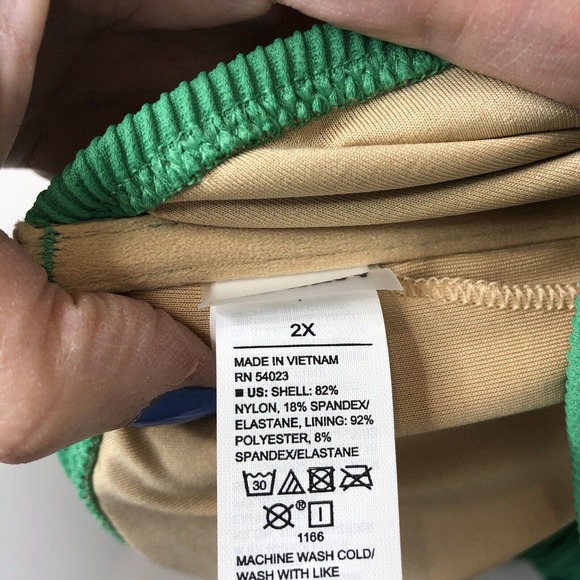 2X
MADE IN VIETNAM
RN 54023
■ US: SHELL: 82%
NYLON, 18% SPANDEX/
ELASTANE, LINING: 92%
POLYESTER, 8%
SPANDEX/ELASTANE
30
®
1166
MACHINE WASH COLD/
WASH WITH LIKE